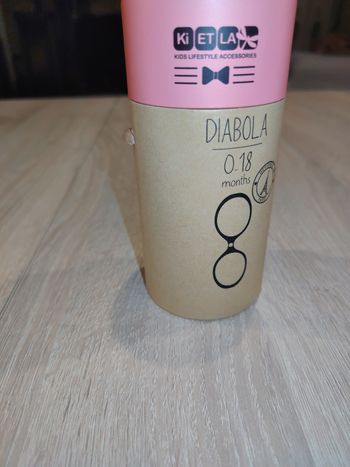 Ki ET LA
KIDS LIFESTYLE ACCESSORIES
DIABOLA
0-18
months